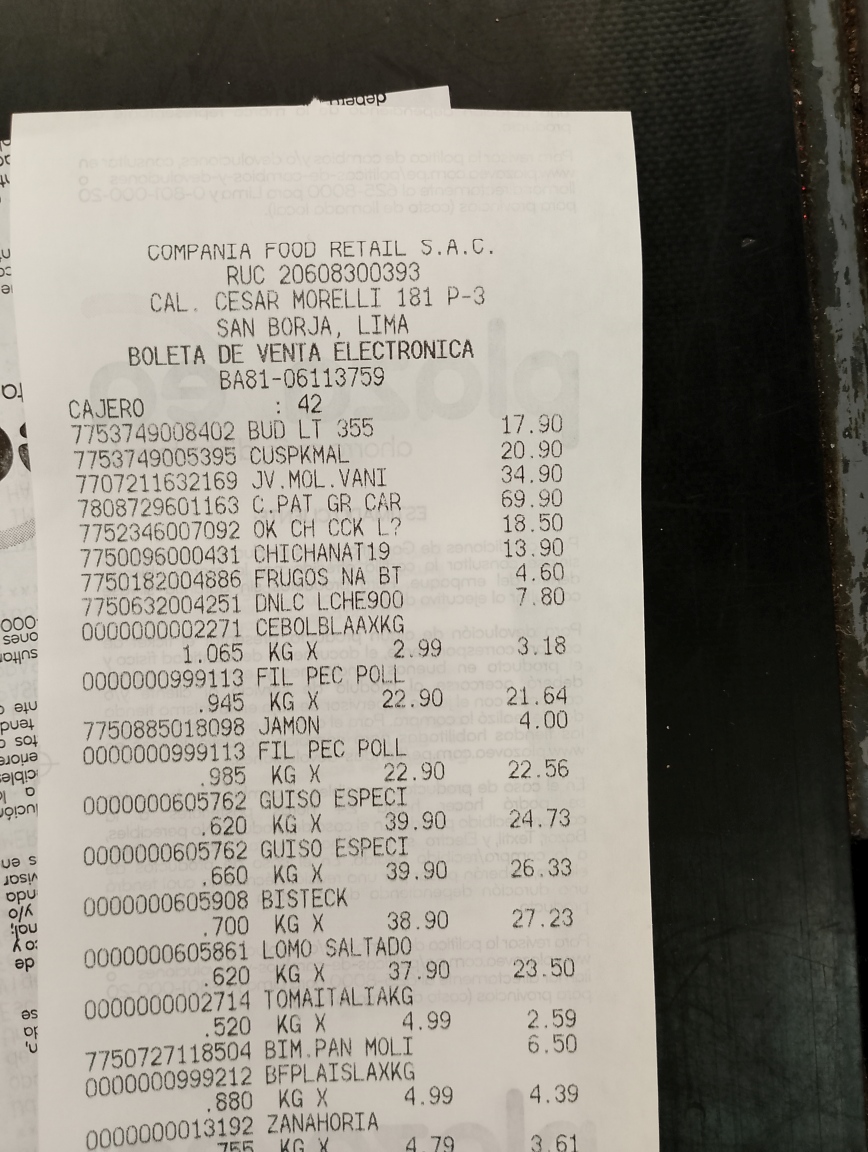 COMPANIA FOOD RETAIL S.A.C.
RUC 20608300393
CAL. CESAR MORELLI 181 P-3
SAN BORJA, LIMA
BOLETA DE VENTA ELECTRONICA
BA81-06113759
CAJERO : 42
7753749008402 BUD LT 355 17.90
7753749005395 CUSPKMAL 20.90
7707211632169 JV.MOL.VANI 34.90
7808729601163 C.PAT GR CAR 69.90
7752346007092 OK CH CCK L? 18.50
7750096000431 CHICHANAT19 13.90
7750182004886 FRUGOS NA BT 4.60
7750632004251 DNLC LCHE900 7.80
0000000002271 CEBOLBLAAXKG
1.065 KG X 2.99 3.18
0000000999113 FIL PEC POLL
.945 KG X 22.90 21.64
7750885018098 JAMON 4.00
0000000999113 FIL PEC POLL
.985 KG X 22.90 22.56
0000000605762 GUISO ESPECI
.620 KG X 39.90 24.73
0000000605762 GUISO ESPECI
.660 KG X 39.90 26.33
0000000605908 BISTECK
.700 KG X 38.90 27.23
0000000605861 LOMO SALTADO
.620 KG X 37.90 23.50
0000000002714 TOMAITALIAKG
.520 KG X 4.99 2.59
7750727118504 BIM.PAN MOLI 6.50
0000000999212 BFPLAISLAXKG
.880 KG X 4.99 4.39
0000000013192 ZANAHORIA
.755 KG X 4.79 3.61